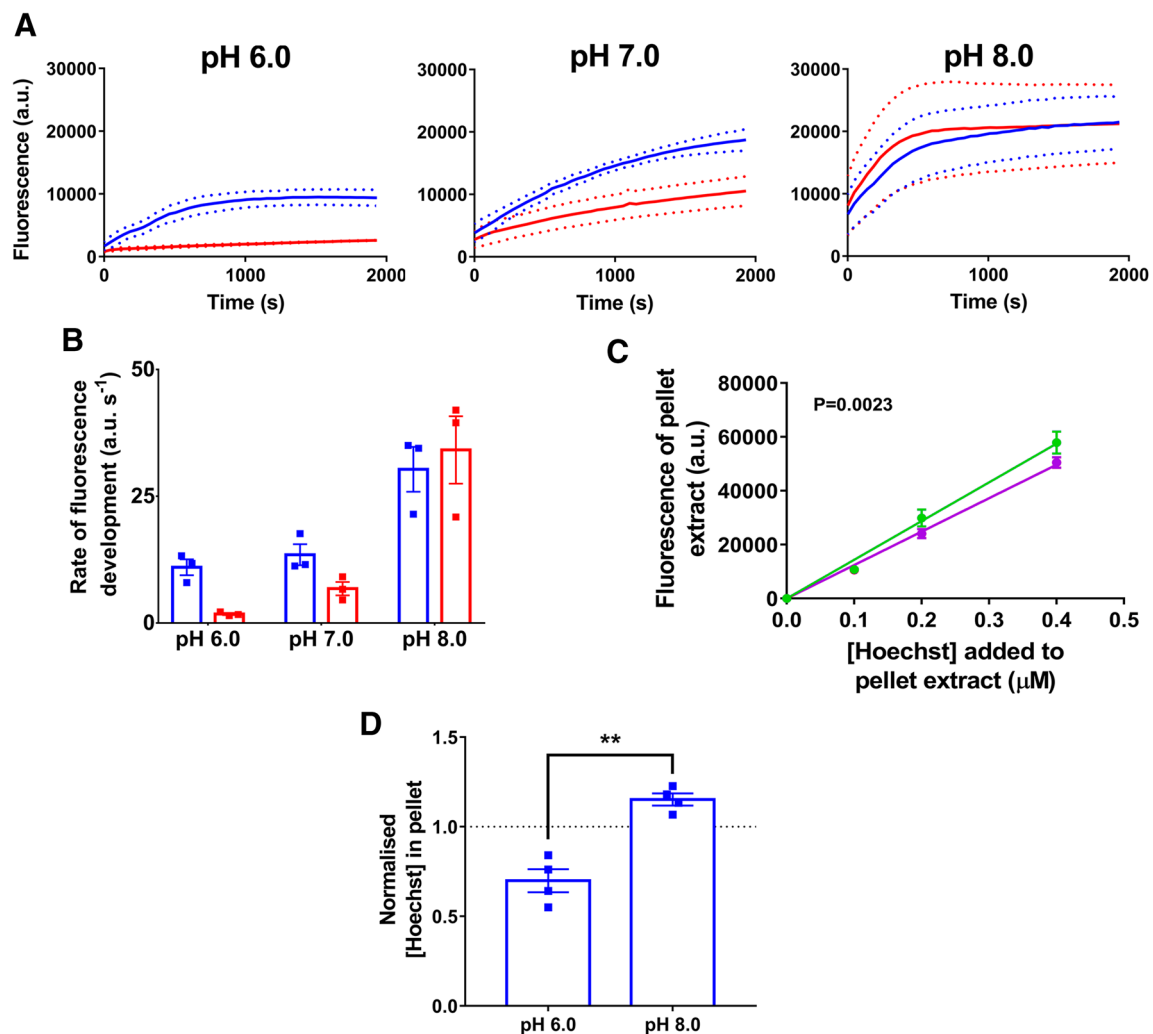 A
pH 6.0
pH 7.0
pH 8.0
Fluorescence (a.u.)
30000
20000
10000
0
0
1000
2000
Time (s)
30000
20000
10000
0
0
1000
2000
Time (s)
30000
20000
10000
0
0
1000
2000
Time (s)
B
Rate of fluorescence
development (a.u. s-1)
50
25
0
pH 6.0
pH 7.0
pH 8.0
C
Fluorescence of pellet
extract (a.u.)
80000
60000
40000
20000
0
P=0.0023
0.0
0.1
0.2
0.3
0.4
0.5
[Hoechst] added to
pellet extract (μM)
D
Normalised
[Hoechst] in pellet
1.5
1.0
0.5
0.0
**
pH 6.0
pH 8.0